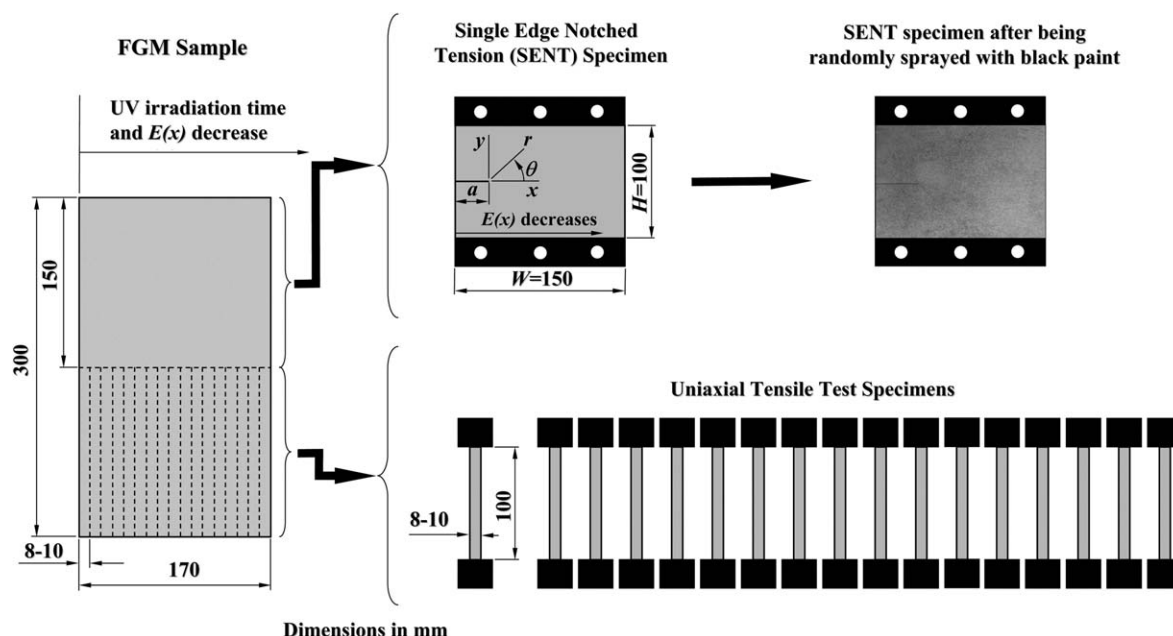 FGM Sample
UV irradiation time
and E(x) decrease
150
300
8-10
170
Single Edge Notched
Tension (SENT) Specimen
y
r
θ
a
x
E(x) decreases
H=100
W=150
SENT specimen after being
randomly sprayed with black paint
Uniaxial Tensile Test Specimens
8-10
100
Dimensions in mm